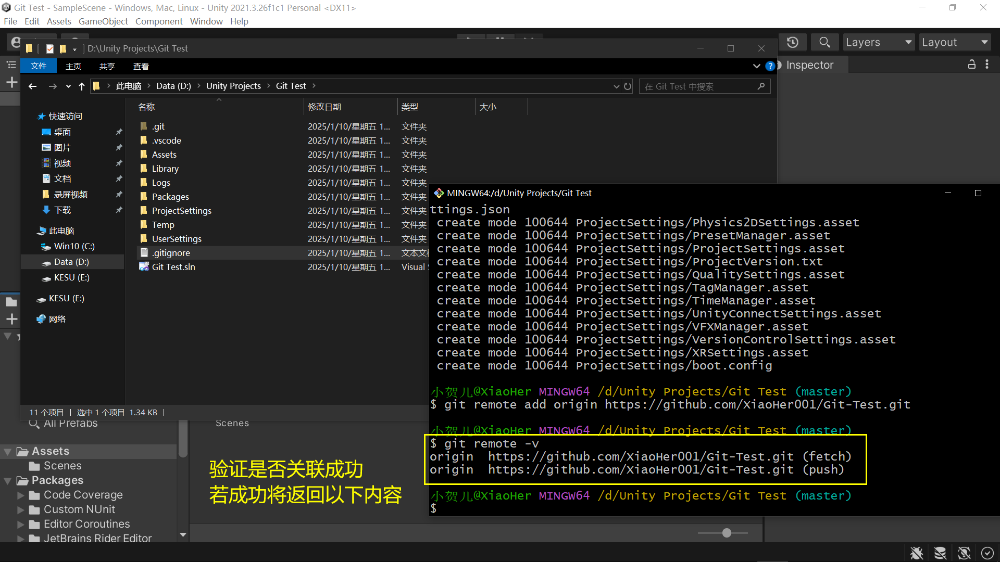 Git Test - SampleScene - Windows, Mac, Linux - Unity 2021.3.26f1c1 Personal <DX11>
File Edit Assets GameObject Component Window Help
Layers Layout
Inspector
D:\Unity Projects\Git Test
文件 主页 共享 查看
此电脑 Data (D:) Unity Projects Git Test
在 Git Test 中搜索
快速访问
桌面
图片
视频
文档
录屏视频
下载
此电脑
Win10 (C:)
Data (D:)
KESU (E:)
KESU (E:)
网络
名称 修改日期 类型 大小
.git 2025/1/10/星期五 1... 文件夹
.vscode 2025/1/10/星期五 1... 文件夹
Assets 2025/1/10/星期五 1... 文件夹
Library 2025/1/10/星期五 1... 文件夹
Logs 2025/1/10/星期五 1... 文件夹
Packages 2025/1/10/星期五 1... 文件夹
ProjectSettings 2025/1/10/星期五 1... 文件夹
Temp 2025/1/10/星期五 1... 文件夹
UserSettings 2025/1/10/星期五 1... 文件夹
.gitignore 2025/1/10/星期五 1... 文本文
Git Test.sln 2025/1/10/星期五 1... Visual
11 个项目 选中 1 个项目 1.34 KB
MINGW64:/d/Unity Projects/Git Test
ttings.json
create mode 100644 ProjectSettings/Physics2DSettings.asset
create mode 100644 ProjectSettings/PresetManager.asset
create mode 100644 ProjectSettings/ProjectSettings.asset
create mode 100644 ProjectSettings/ProjectVersion.txt
create mode 100644 ProjectSettings/QualitySettings.asset
create mode 100644 ProjectSettings/TagManager.asset
create mode 100644 ProjectSettings/TimeManager.asset
create mode 100644 ProjectSettings/UnityConnectSettings.asset
create mode 100644 ProjectSettings/VFXManager.asset
create mode 100644 ProjectSettings/VersionControlSettings.asset
create mode 100644 ProjectSettings/XRSettings.asset
create mode 100644 ProjectSettings/boot.config
小贺儿@XiaoHer MINGW64 /d/Unity Projects/Git Test (master)
$ git remote add origin https://github.com/XiaoHer001/Git-Test.git
小贺儿@XiaoHer MINGW64 /d/Unity Projects/Git Test (master)
$ git remote -v
origin https://github.com/XiaoHer001/Git-Test.git (fetch)
origin https://github.com/XiaoHer001/Git-Test.git (push)
小贺儿@XiaoHer MINGW64 /d/Unity Projects/Git Test (master)
$
All Prefabs
Assets
Scenes
Packages
Code Coverage
Custom NUnit
Editor Coroutines
JetBrains Rider Editor
Scenes
验证是否关联成功
若成功将返回以下内容